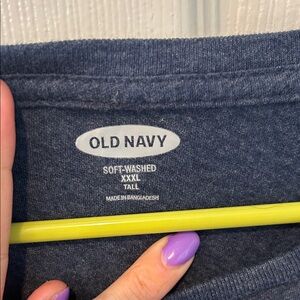 OLD NAVY
SOFT-WASHED
XXXL
TALL
MADE IN BANGLADESH